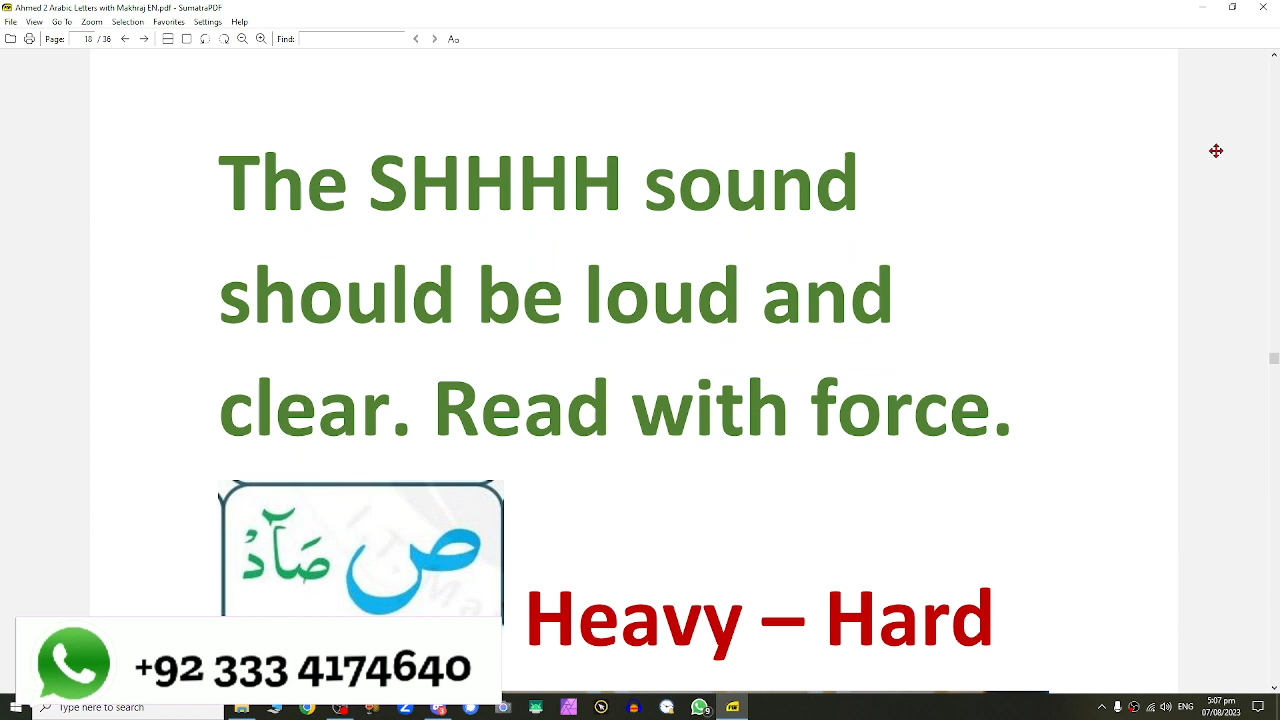 Ahmed 2 Arabic Letters with Makhraj EN.pdf - SumatraPDF
File View Go To Zoom Selection Favorites Settings Help
Page: 18 / 36 Find:
The SHHHH sound
should be loud and
clear. Read with force.
ص صَآدْ
Heavy – Hard
+92 333 4174640
Type here to search
ENG
5:07 pm
07/08/2023